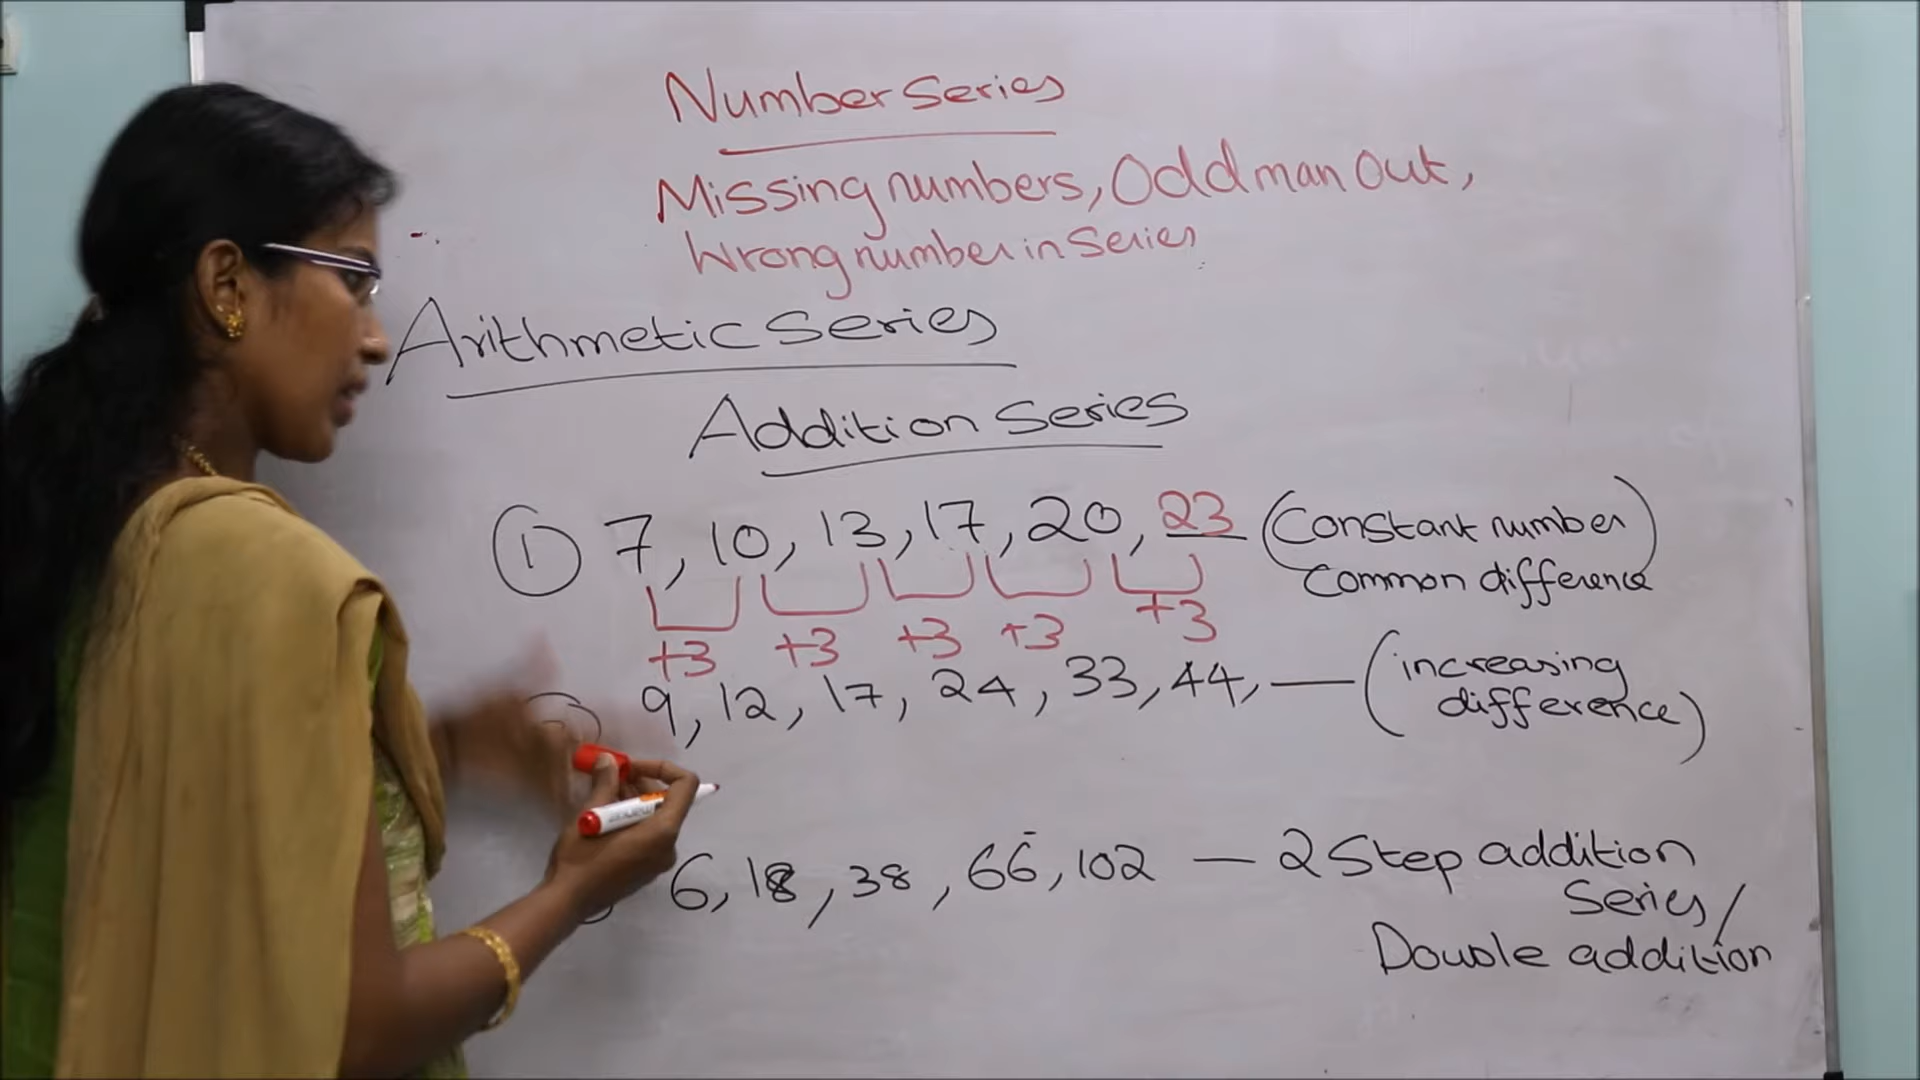 Number Series
Missing numbers, Odd man Out,
Wrong number in Series
Arithmetic Series
Addition Series
① 7, 10, 13, 17, 20, 23 (Constant number)
Common difference
+3 +3 +3 +3 +3
9, 12, 17, 24, 33, 44, — (increasing
difference)
6, 18, 38, 66, 102 — 2 Step addition
Series/
Double addition